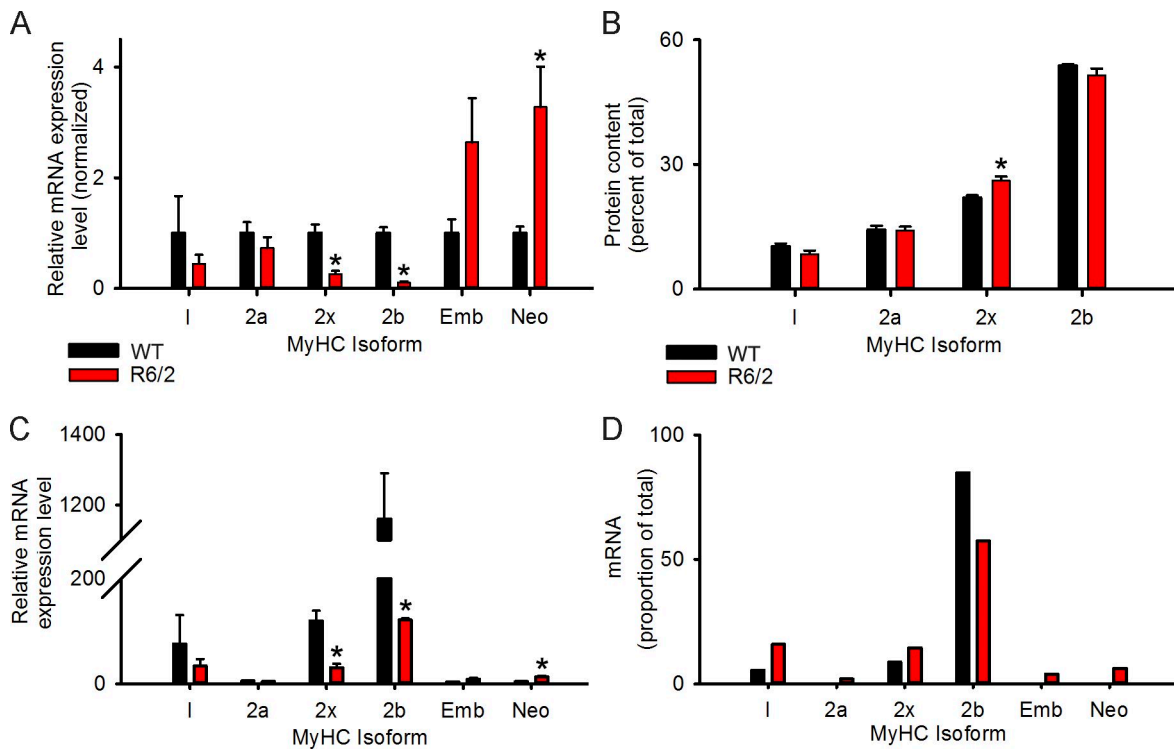 A
Relative mRNA expression
level (normalized)
4
2
0
*
*
*
I 2a 2x 2b Emb Neo
MyHC Isoform
WT
R6/2
B
Protein content
(percent of total)
60
30
0
*
I 2a 2x 2b
MyHC Isoform
WT
R6/2
C
Relative mRNA
expression level
1400
1200
200
0
*
*
*
I 2a 2x 2b Emb Neo
MyHC Isoform
D
mRNA
(proportion of total)
100
50
0
I 2a 2x 2b Emb Neo
MyHC Isoform